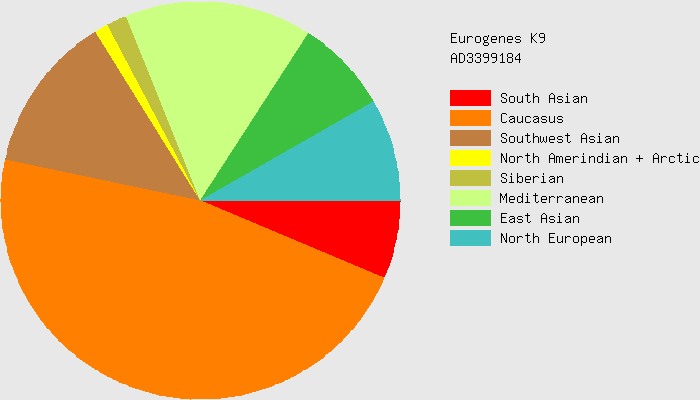 Eurogenes K9
AD3399184
South Asian
Caucasus
Southwest Asian
North Amerindian + Arctic
Siberian
Mediterranean
East Asian
North European